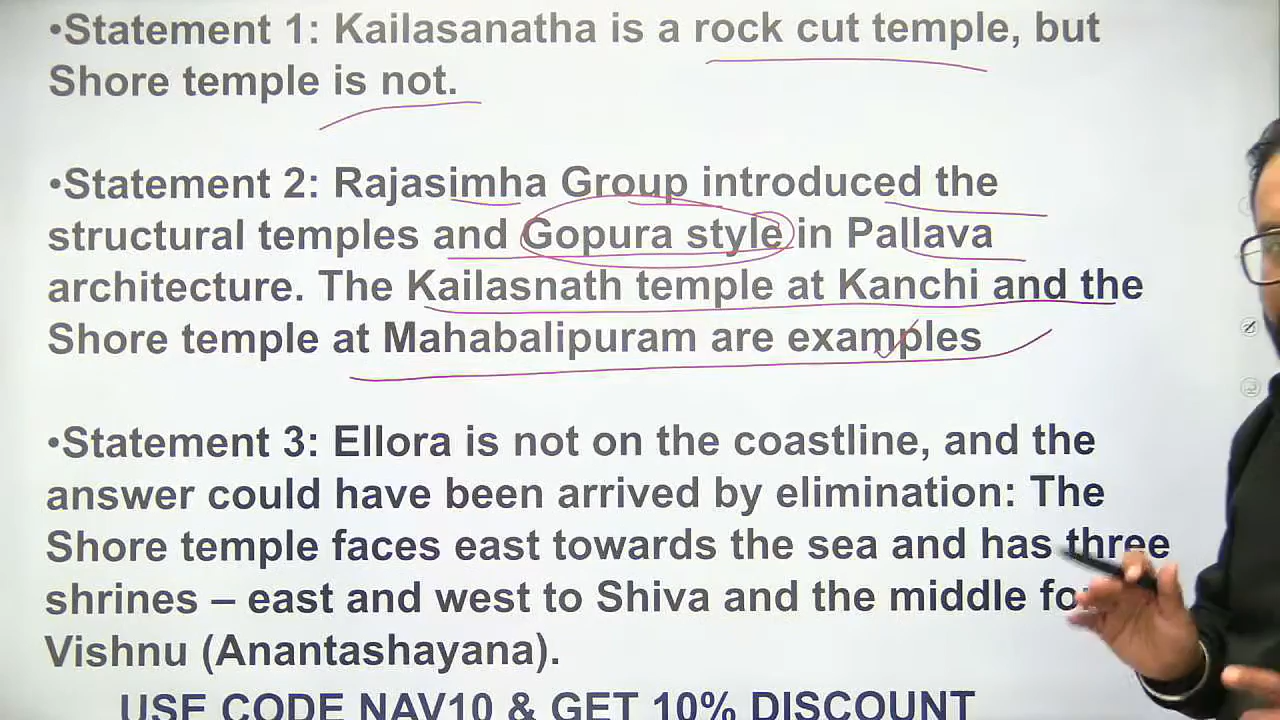 •Statement 1: Kailasanatha is a rock cut temple, but
Shore temple is not.
•Statement 2: Rajasimha Group introduced the
structural temples and Gopura style in Pallava
architecture. The Kailasnath temple at Kanchi and the
Shore temple at Mahabalipuram are examples
•Statement 3: Ellora is not on the coastline, and the
answer could have been arrived by elimination: The
Shore temple faces east towards the sea and has three
shrines – east and west to Shiva and the middle
Vishnu (Anantashayana).
USE CODE NAV10 & GET 10% DISCOUNT